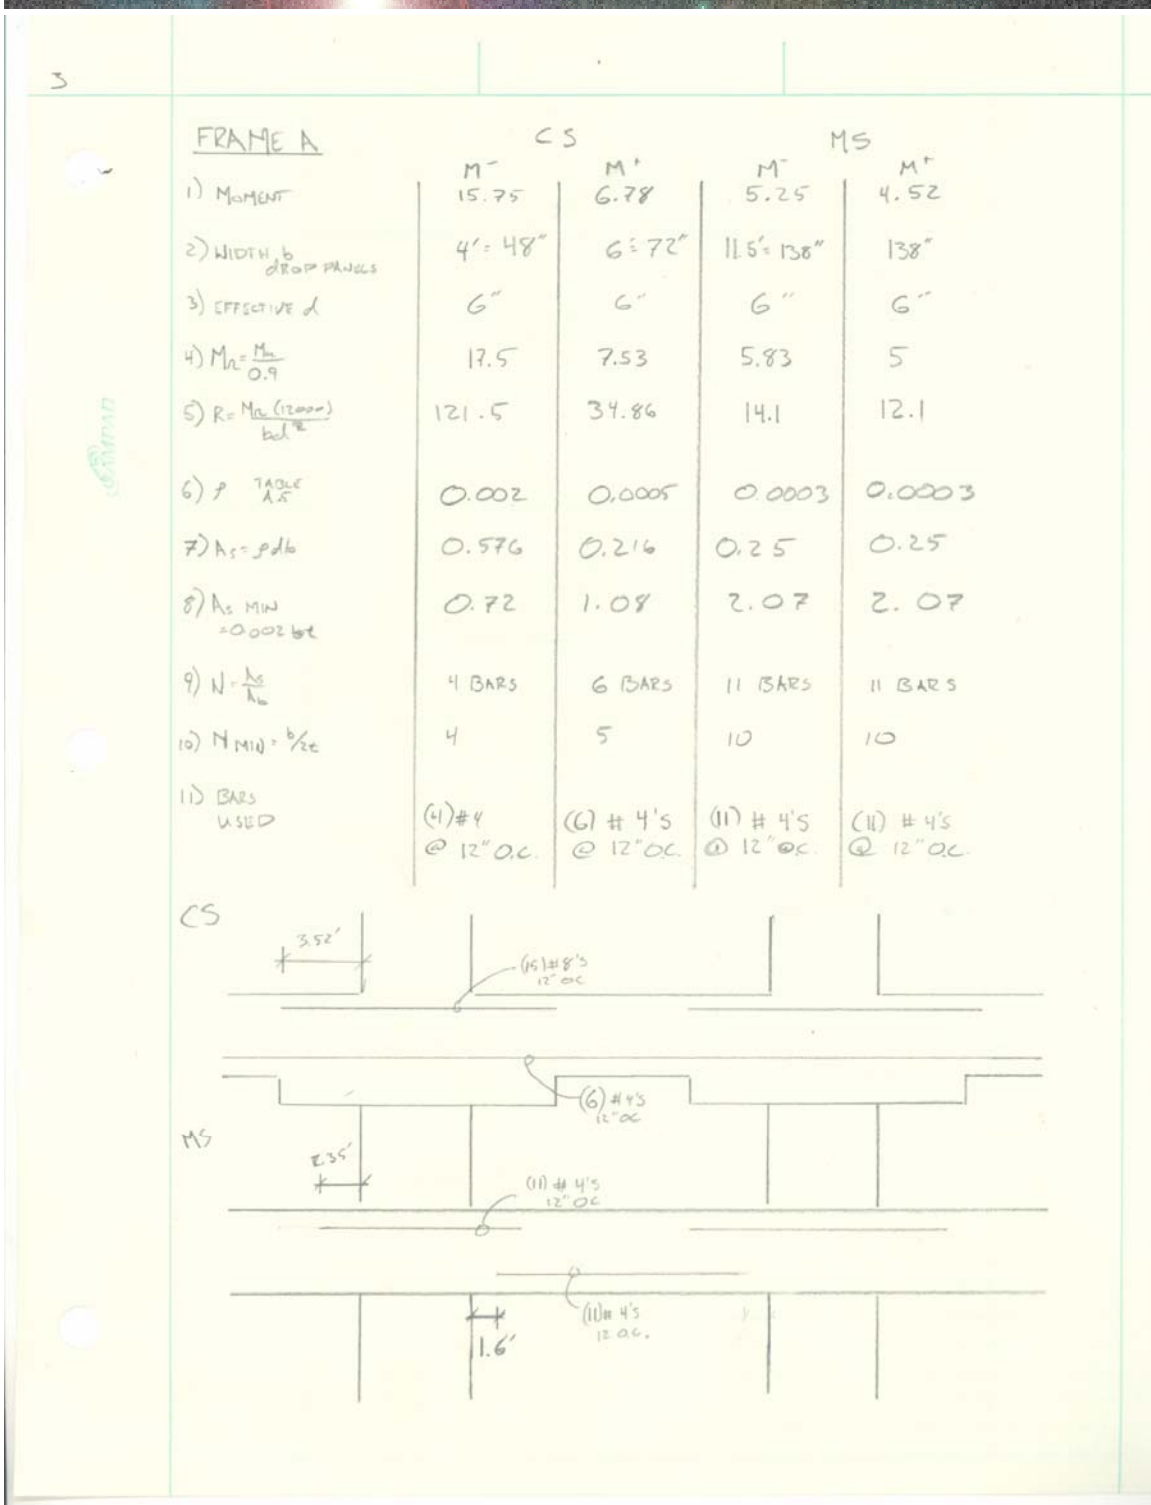 3
FRAME A CS MS
M⁻ M⁺ M⁻ M⁺
1) MOMENT 15.75 6.78 5.25 4.52
2) WIDTH, b 4' = 48" 6' = 72" 11.5' = 138" 138"
DROP PANELS
3) EFFECTIVE d 6" 6" 6" 6"
4) Mn = Mu/0.9 17.5 7.53 5.83 5
5) R = Mn (12000)/bd² 121.5 34.86 14.1 12.1
6) ρ TABLE A5 0.002 0.0005 0.0003 0.0003
7) As = ρdb 0.576 0.216 0.25 0.25
8) As MIN 0.72 1.08 2.07 2.07
=0.002 bt
9) N = As/Ab 4 BARS 6 BARS 11 BARS 11 BARS
10) N MIN = b/2t 4 5 10 10
11) BARS
USED (4) #4 (6) # 4's (11) # 4's (11) # 4's
@ 12" O.C. @ 12" O.C. @ 12" O.C. @ 12" O.C.
CS
3.52'
(15) #8's
12" OC
(6) #4's
12" OC
MS
2.35'
(11) # 4's
12" OC
(11) # 4's
12 O.C.
1.6'
AMPAD